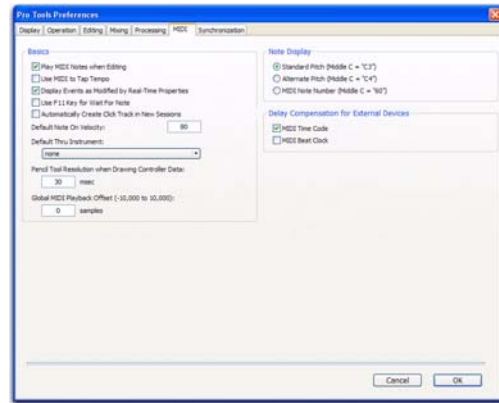 Pro Tools Preferences
Display Operation Editing Mixing Processing MIDI Synchronization
Basics
Play MIDI Notes when Editing
Use MIDI to Tap Tempo
Display Events as Modified by Real-Time Properties
Use F11 Key for Wait For Note
Automatically Create Click Track in New Sessions
Default Note On Velocity: 80
Default Thru Instrument:
none
Pencil Tool Resolution when Drawing Controller Data:
30 msec
Global MIDI Playback Offset (-10,000 to 10,000):
0 samples
Note Display
Standard Pitch (Middle C = "C3")
Alternate Pitch (Middle C = "C4")
MIDI Note Number (Middle C = "60")
Delay Compensation for External Devices
MIDI Time Code
MIDI Beat Clock
Cancel OK